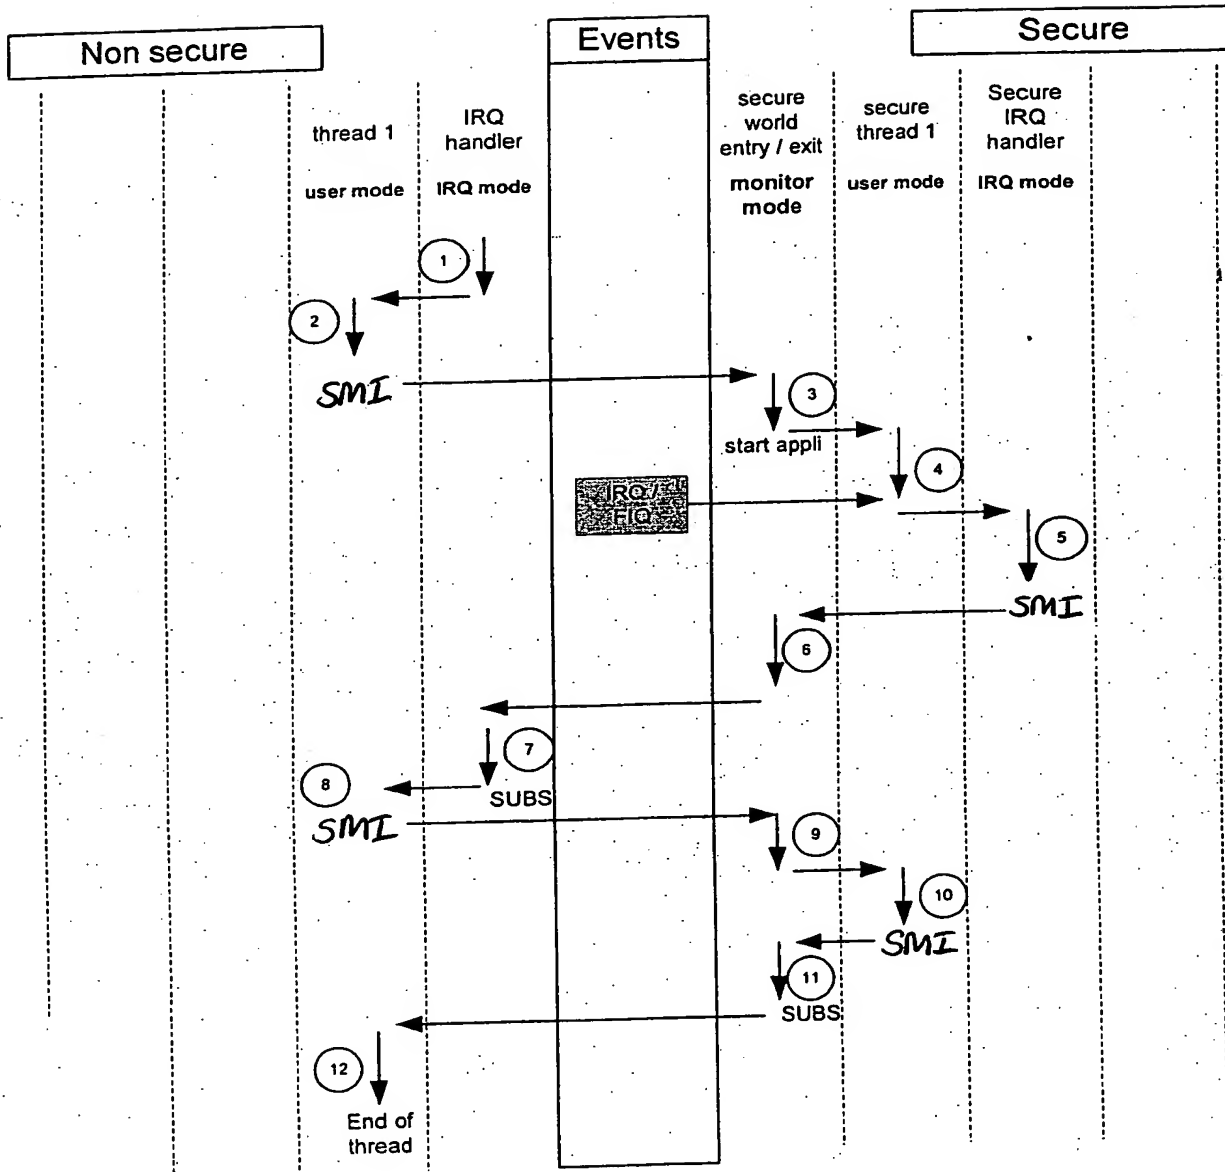 Non secure
Events
Secure
thread 1
user mode
IRQ
handler
IRQ mode
secure
world
entry / exit
monitor
mode
secure
thread 1
user mode
Secure
IRQ
handler
IRQ mode
1
2
SMI
3
start appli
4
IRQ /
FIQ
5
SMI
6
7
8
SUBS
SMI
9
10
SMI
11
SUBS
12
End of
thread